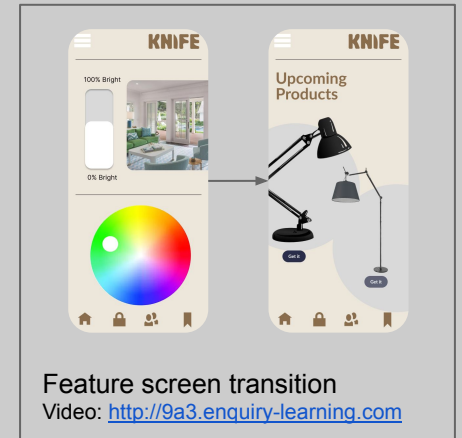 KNIFE
100% Bright
0% Bright
KNIFE
Upcoming
Products
Get it
Get it
Feature screen transition
Video: http://9a3.enquiry-learning.com